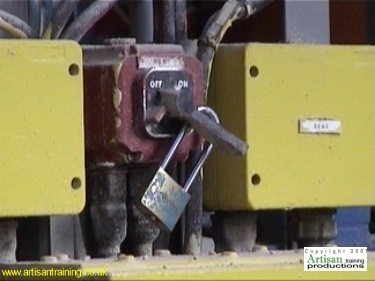 OFF ON
Copyright 200
Artisan training
productions
www.artisantraining.co.uk